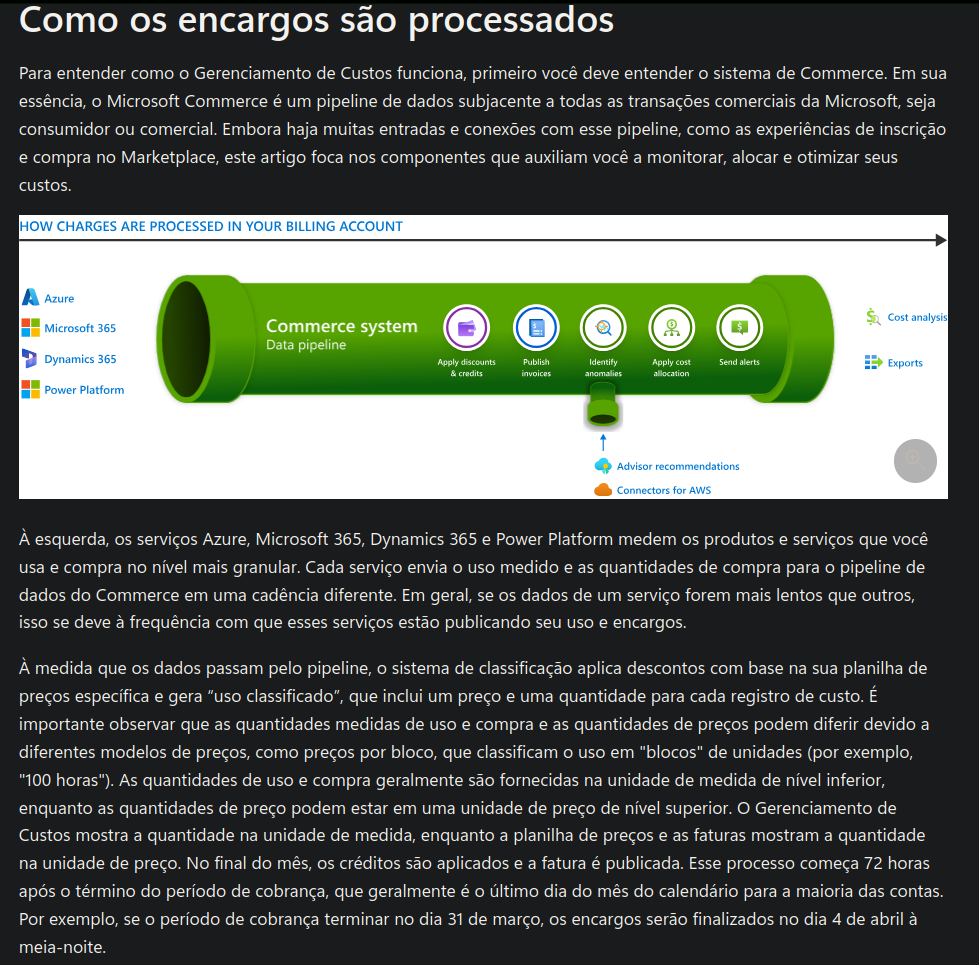 Como os encargos são processados
Para entender como o Gerenciamento de Custos funciona, primeiro você deve entender o sistema de Commerce. Em sua
essência, o Microsoft Commerce é um pipeline de dados subjacente a todas as transações comerciais da Microsoft, seja
consumidor ou comercial. Embora haja muitas entradas e conexões com esse pipeline, como as experiências de inscrição
e compra no Marketplace, este artigo foca nos componentes que auxiliam você a monitorar, alocar e otimizar seus
custos.
HOW CHARGES ARE PROCESSED IN YOUR BILLING ACCOUNT
Azure
Microsoft 365
Dynamics 365
Power Platform
Commerce system
Data pipeline
Apply discounts
& credits
Publish
invoices
Identify
anomalies
Apply cost
allocation
Send alerts
Cost analysis
Exports
Advisor recommendations
Connectors for AWS
À esquerda, os serviços Azure, Microsoft 365, Dynamics 365 e Power Platform medem os produtos e serviços que você
usa e compra no nível mais granular. Cada serviço envia o uso medido e as quantidades de compra para o pipeline de
dados do Commerce em uma cadência diferente. Em geral, se os dados de um serviço forem mais lentos que outros,
isso se deve à frequência com que esses serviços estão publicando seu uso e encargos.
À medida que os dados passam pelo pipeline, o sistema de classificação aplica descontos com base na sua planilha de
preços específica e gera “uso classificado”, que inclui um preço e uma quantidade para cada registro de custo. É
importante observar que as quantidades medidas de uso e compra e as quantidades de preços podem diferir devido a
diferentes modelos de preços, como preços por bloco, que classificam o uso em "blocos" de unidades (por exemplo,
"100 horas"). As quantidades de uso e compra geralmente são fornecidas na unidade de medida de nível inferior,
enquanto as quantidades de preço podem estar em uma unidade de preço de nível superior. O Gerenciamento de
Custos mostra a quantidade na unidade de medida, enquanto a planilha de preços e as faturas mostram a quantidade
na unidade de preço. No final do mês, os créditos são aplicados e a fatura é publicada. Esse processo começa 72 horas
após o término do período de cobrança, que geralmente é o último dia do mês do calendário para a maioria das contas.
Por exemplo, se o período de cobrança terminar no dia 31 de março, os encargos serão finalizados no dia 4 de abril à
meia-noite.